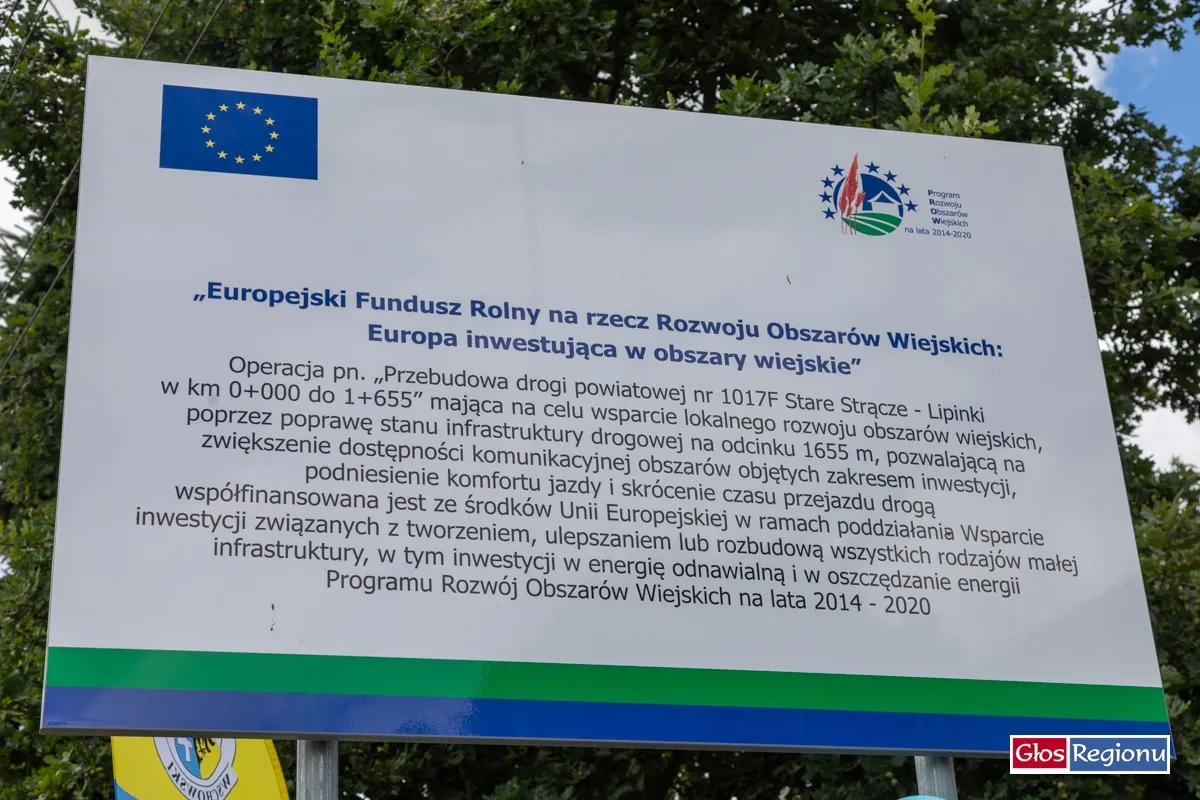 Program
Rozwoju
Obszarów
Wiejskich
na lata 2014-2020
„Europejski Fundusz Rolny na rzecz Rozwoju Obszarów Wiejskich:
Europa inwestująca w obszary wiejskie”
Operacja pn. „Przebudowa drogi powiatowej nr 1017F Stare Strącze - Lipinki
w km 0+000 do 1+655” mająca na celu wsparcie lokalnego rozwoju obszarów wiejskich,
poprzez poprawę stanu infrastruktury drogowej na odcinku 1655 m, pozwalającą na
zwiększenie dostępności komunikacyjnej obszarów objętych zakresem inwestycji,
podniesienie komfortu jazdy i skrócenie czasu przejazdu drogą
współfinansowana jest ze środków Unii Europejskiej w ramach poddziałania Wsparcie
inwestycji związanych z tworzeniem, ulepszaniem lub rozbudową wszystkich rodzajów małej
infrastruktury, w tym inwestycji w energię odnawialną i w oszczędzanie energii
Programu Rozwój Obszarów Wiejskich na lata 2014 - 2020
WSCHOWSKI
Głos Regionu